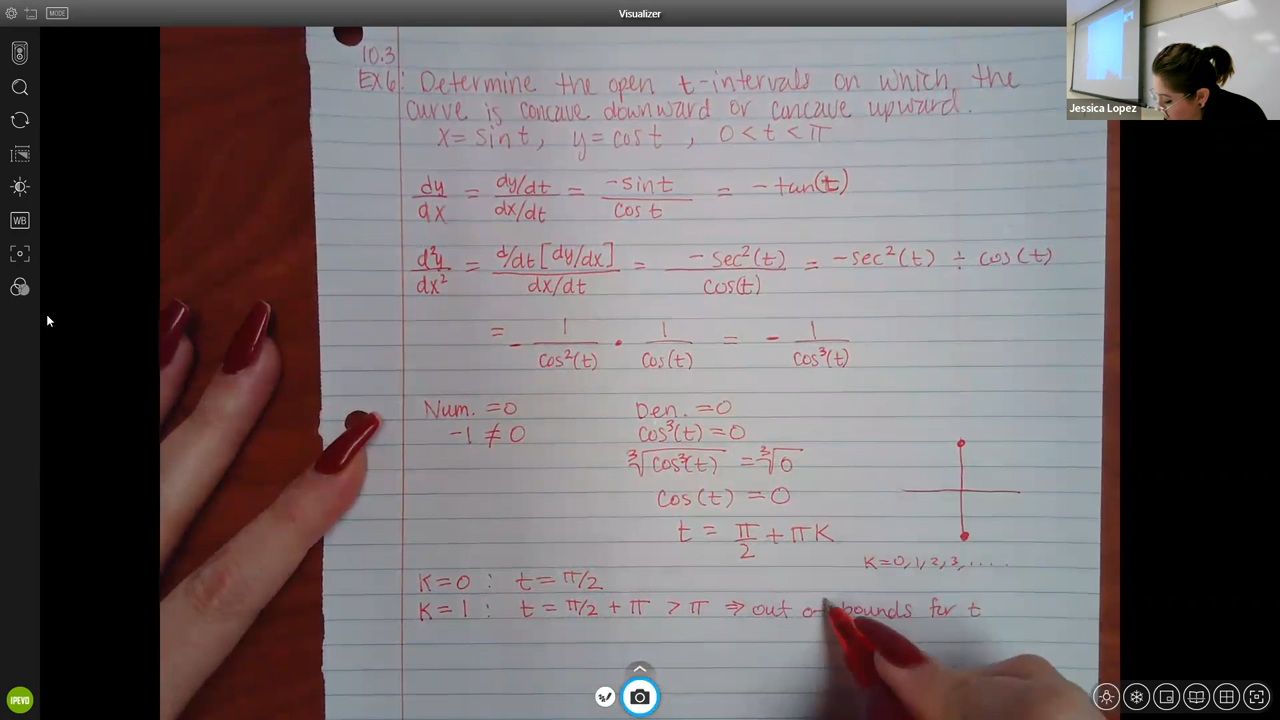 MODE
Visualizer
Jessica Lopez
WB
IPEVO
10.3
EX6: Determine the open t-intervals on which the
curve is concave downward or concave upward.
x = sin t, y = cos t, 0 < t < π
dy/dx = (dy/dt)/(dx/dt) = (-sin t)/(cos t) = -tan(t)
d²y/dx² = (d/dt[dy/dx])/(dx/dt) = (-sec²(t))/(cos(t)) = -sec²(t) ÷ cos(t)
= - 1/cos²(t) • 1/cos(t) = - 1/cos³(t)
Num. = 0 Den. = 0
-1 ≠ 0 cos³(t) = 0
∛cos³(t) = ∛0
cos(t) = 0
t = π/2 + πK
K=0,1,2,3,.....
K=0 : t = π/2
K=1 : t = π/2 + π > π ⇒ out of bounds for t